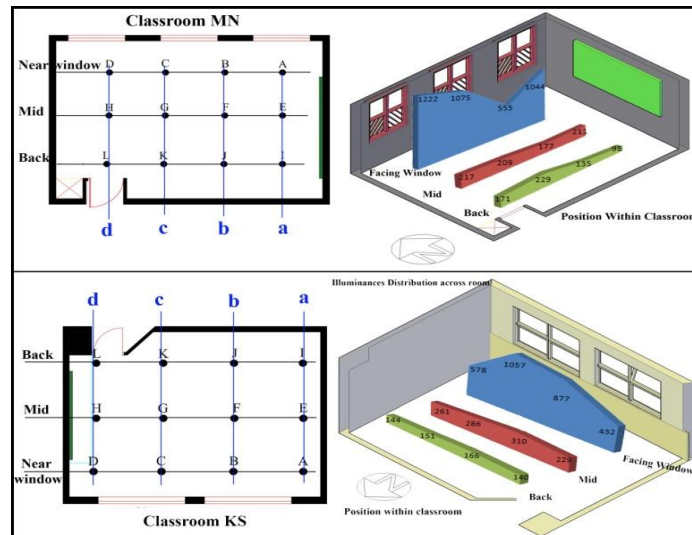 Classroom MN
Near window D C B A
Mid H G F E
Back L K J I
d c b a
1222 1075 555 1044
217 209 177 211
171 229 135 98
Facing Window
Mid
Back
Position Within Classroom
d c b a
Back L K J I
Mid H G F E
Near window D C B A
Classroom KS
Illuminances Distribution across room
578 1057 877 432
261 286 310 229
144 151 166 140
Facing Window
Mid
Back
Position within classroom